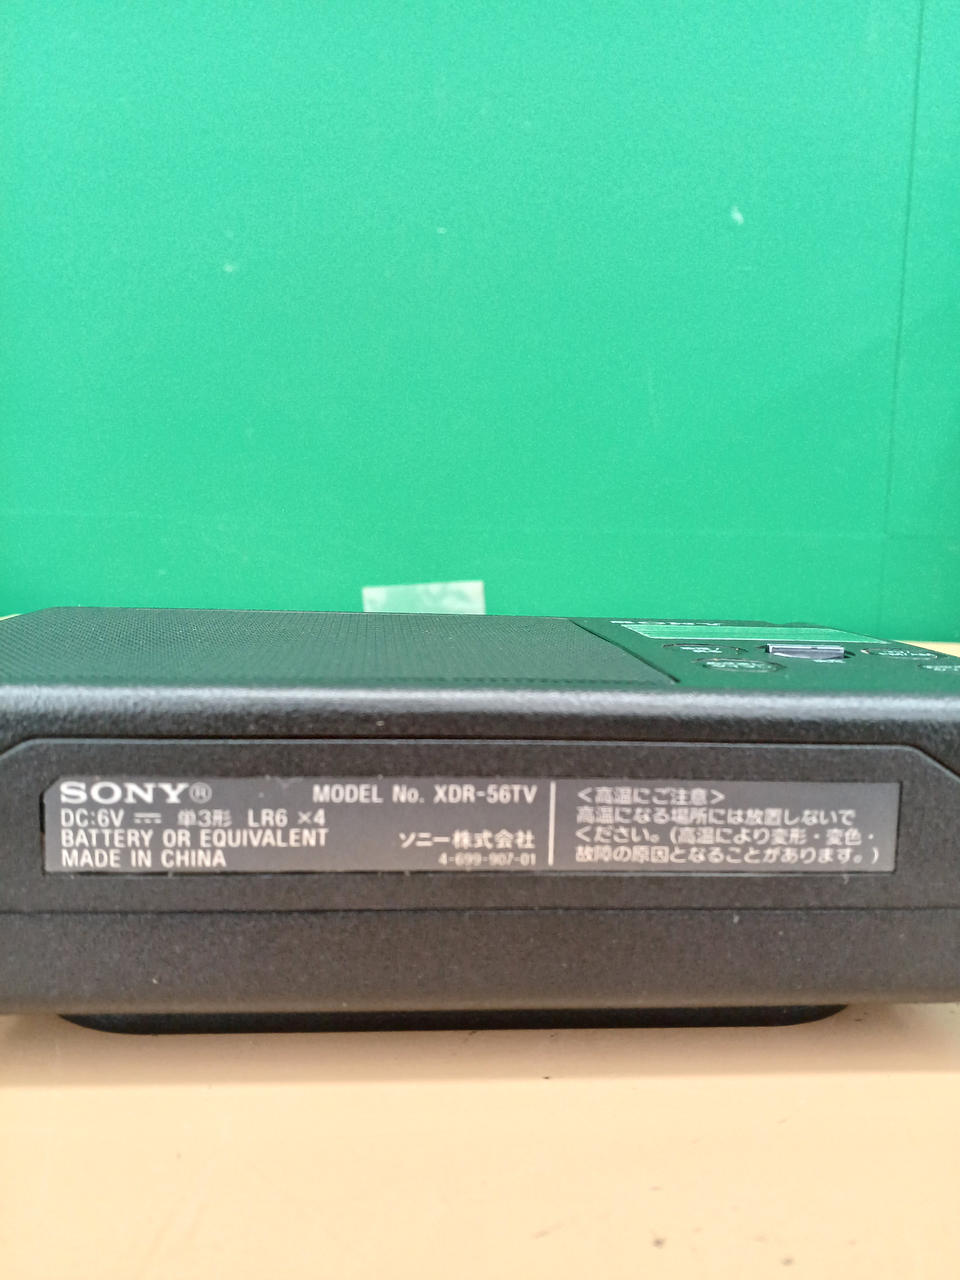 SONY
SONY® MODEL No. XDR-56TV
DC:6V ⎓ 単3形 LR6 ×4
BATTERY OR EQUIVALENT ソニー株式会社
MADE IN CHINA 4-699-907-01
<高温にご注意>
高温になる場所には放置しないで
ください。(高温により変形・変色・
故障の原因となることがあります。)